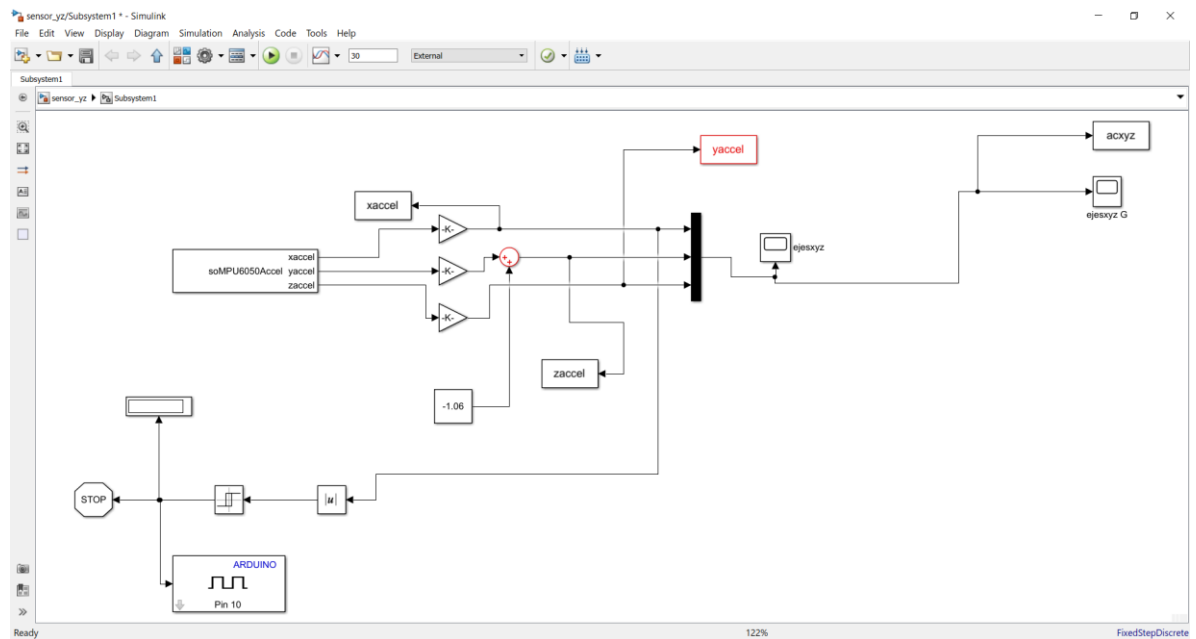 sensor_yz/Subsystem1 * - Simulink
File Edit View Display Diagram Simulation Analysis Code Tools Help
30 External
Subsystem1
sensor_yz Subsystem1
yaccel
acxyz
xaccel
ejesxyz G
-K-
ejesxyz
soMPU6050Accel
xaccel
yaccel
zaccel
-K-
-K-
zaccel
-1.06
STOP
|u|
ARDUINO
Pin 10
Ready 122% FixedStepDiscrete